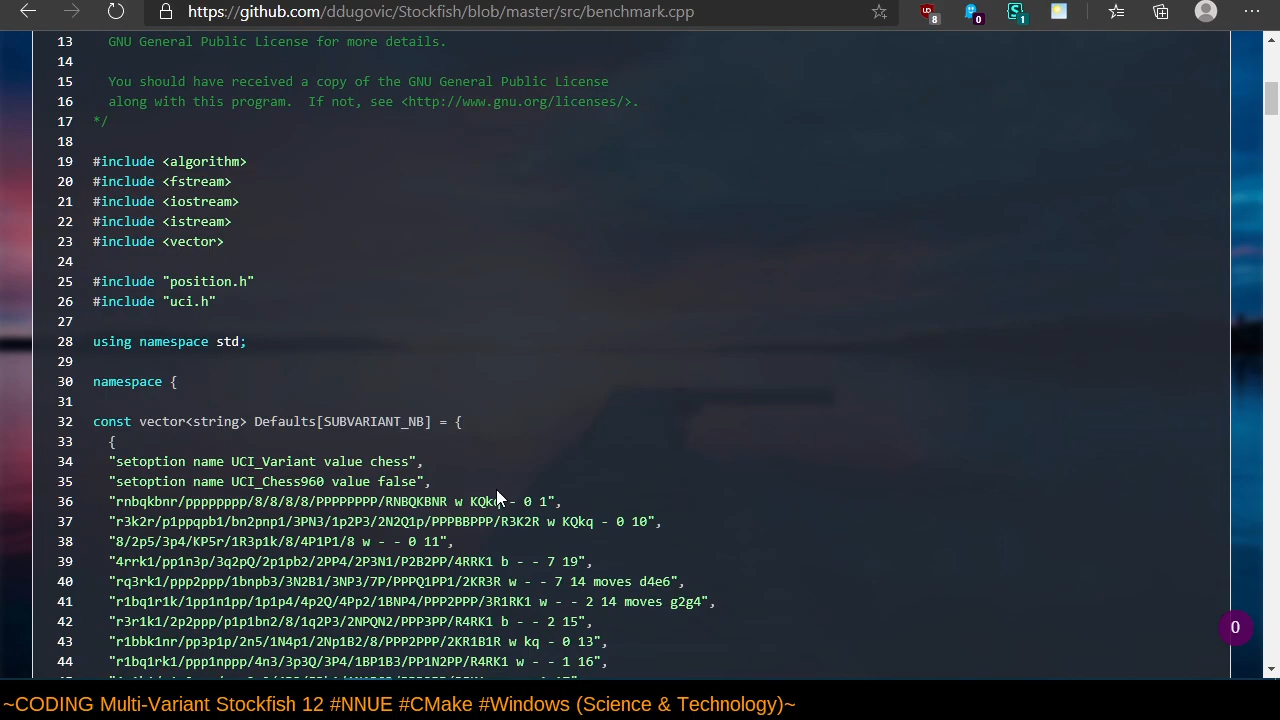 https://github.com/ddugovic/Stockfish/blob/master/src/benchmark.cpp
8 0 1
13 GNU General Public License for more details.
14
15 You should have received a copy of the GNU General Public License
16 along with this program. If not, see <http://www.gnu.org/licenses/>.
17 */
18
19 #include <algorithm>
20 #include <fstream>
21 #include <iostream>
22 #include <istream>
23 #include <vector>
24
25 #include "position.h"
26 #include "uci.h"
27
28 using namespace std;
29
30 namespace {
31
32 const vector<string> Defaults[SUBVARIANT_NB] = {
33 {
34 "setoption name UCI_Variant value chess",
35 "setoption name UCI_Chess960 value false",
36 "rnbqkbnr/pppppppp/8/8/8/8/PPPPPPPP/RNBQKBNR w KQkq - 0 1",
37 "r3k2r/p1ppqpb1/bn2pnp1/3PN3/1p2P3/2N2Q1p/PPPBBPPP/R3K2R w KQkq - 0 10",
38 "8/2p5/3p4/KP5r/1R3p1k/8/4P1P1/8 w - - 0 11",
39 "4rrk1/pp1n3p/3q2pQ/2p1pb2/2PP4/2P3N1/P2B2PP/4RRK1 b - - 7 19",
40 "rq3rk1/ppp2ppp/1bnpb3/3N2B1/3NP3/7P/PPPQ1PP1/2KR3R w - - 7 14 moves d4e6",
41 "r1bq1r1k/1pp1n1pp/1p1p4/4p2Q/4Pp2/1BNP4/PPP2PPP/3R1RK1 w - - 2 14 moves g2g4",
42 "r3r1k1/2p2ppp/p1p1bn2/8/1q2P3/2NPQN2/PPP3PP/R4RK1 b - - 2 15",
43 "r1bbk1nr/pp3p1p/2n5/1N4p1/2Np1B2/8/PPP2PPP/2KR1B1R w kq - 0 13",
44 "r1bq1rk1/ppp1nppp/4n3/3p3Q/3P4/1BP1B3/PP1N2PP/R4RK1 w - - 1 16",
0
~CODING Multi-Variant Stockfish 12 #NNUE #CMake #Windows (Science & Technology)~